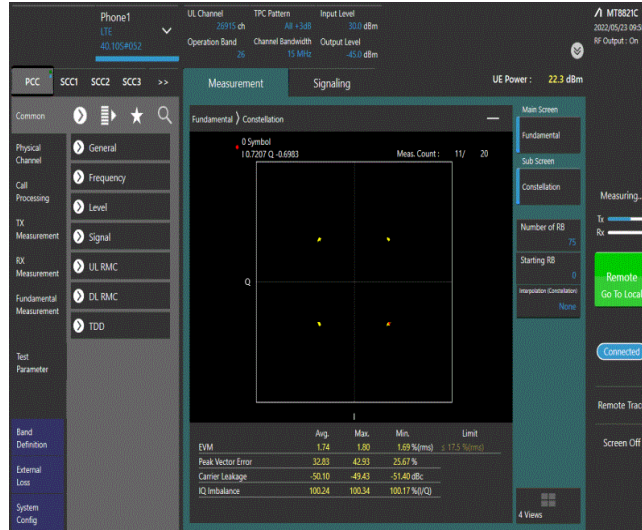 Phone1
LTE
40.105#052
UL Channel
26915 ch
TPC Pattern
All +3dB
Input Level
30.0 dBm
Operation Band
26
Channel Bandwidth
15 MHz
Output Level
-45.0 dBm
MT8821C
2022/05/23 09:5
RF Output : On
PCC
SCC1
SCC2
SCC3
>>
Measurement
Signaling
UE Power : 22.3 dBm
Common
Physical
Channel
Call
Processing
TX
Measurement
RX
Measurement
Fundamental
Measurement
Test
Parameter
Band
Definition
External
Loss
System
Config
General
Frequency
Level
Signal
UL RMC
DL RMC
TDD
Fundamental 〉 Constellation
0 Symbol
I 0.7207 Q -0.6983
Meas. Count : 11/ 20
Q
I
Avg. Max. Min. Limit
EVM 1.74 1.80 1.69 %(rms) ≤ 17.5 %(rms)
Peak Vector Error 32.83 42.93 25.67 %
Carrier Leakage -50.10 -49.43 -51.40 dBc
IQ Imbalance 100.24 100.34 100.17 %(I/Q)
Main Screen
Fundamental
Sub Screen
Constellation
Number of RB
75
Starting RB
0
Interpolation (Constellation)
None
4 Views
Measuring..
Tx
Rx
Remote
Go To Local
Connected
Remote Trac
Screen Off